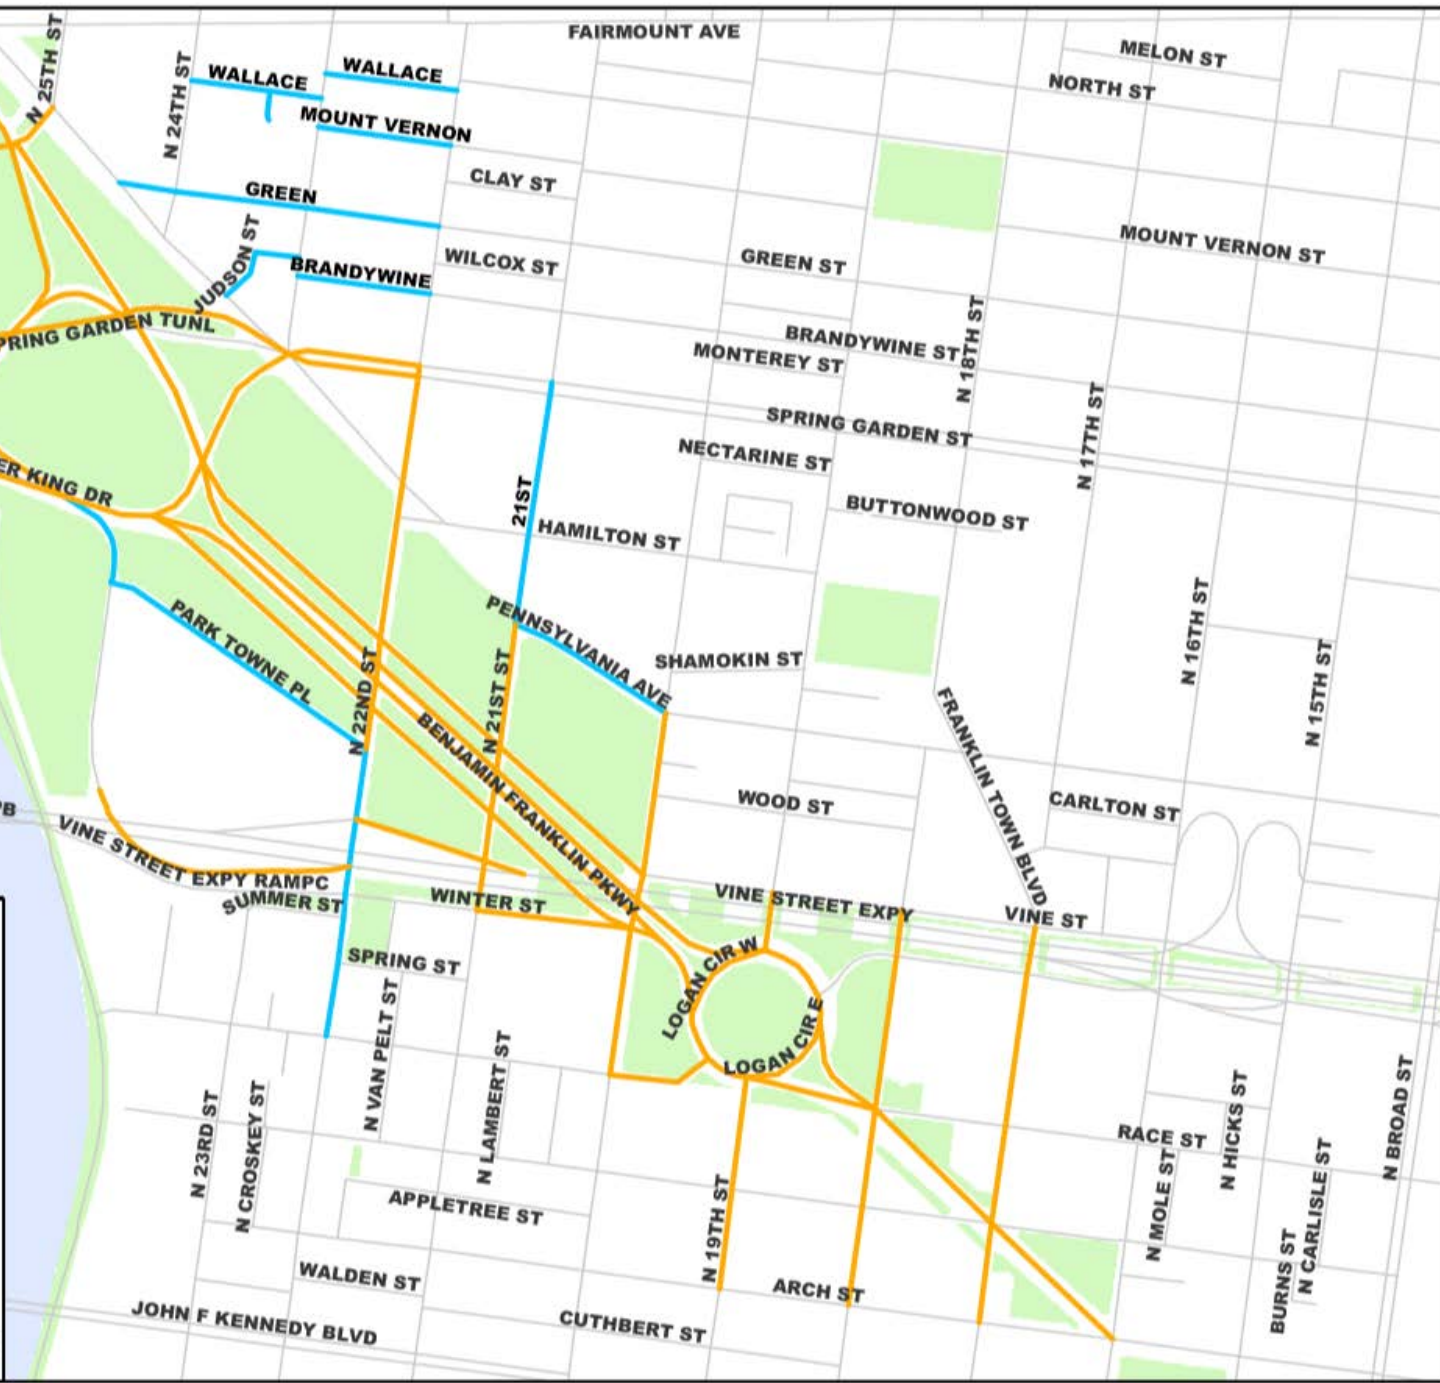 FAIRMOUNT AVE
MELON ST
NORTH ST
N 25TH ST
N 24TH ST
WALLACE
WALLACE
MOUNT VERNON
CLAY ST
GREEN
JUDSON ST
WILCOX ST
BRANDYWINE
GREEN ST
MOUNT VERNON ST
PRING GARDEN TUNL
BRANDYWINE ST
MONTEREY ST
N 18TH ST
N 17TH ST
SPRING GARDEN ST
NECTARINE ST
ER KING DR
21ST
HAMILTON ST
BUTTONWOOD ST
PARK TOWNE PL
PENNSYLVANIA AVE
SHAMOKIN ST
N 16TH ST
N 15TH ST
N 22ND ST
N 21ST ST
BENJAMIN FRANKLIN PKWY
FRANKLIN TOWN BLVD
WOOD ST
CARLTON ST
PB
VINE STREET EXPY RAMPC
SUMMER ST
WINTER ST
VINE STREET EXPY
VINE ST
SPRING ST
LOGAN CIR W
LOGAN CIR E
N VAN PELT ST
N LAMBERT ST
N 23RD ST
N CROSKEY ST
RACE ST
N HICKS ST
N BROAD ST
N MOLE ST
N CARLISLE ST
APPLETREE ST
N 19TH ST
BURNS ST
WALDEN ST
ARCH ST
JOHN F KENNEDY BLVD
CUTHBERT ST